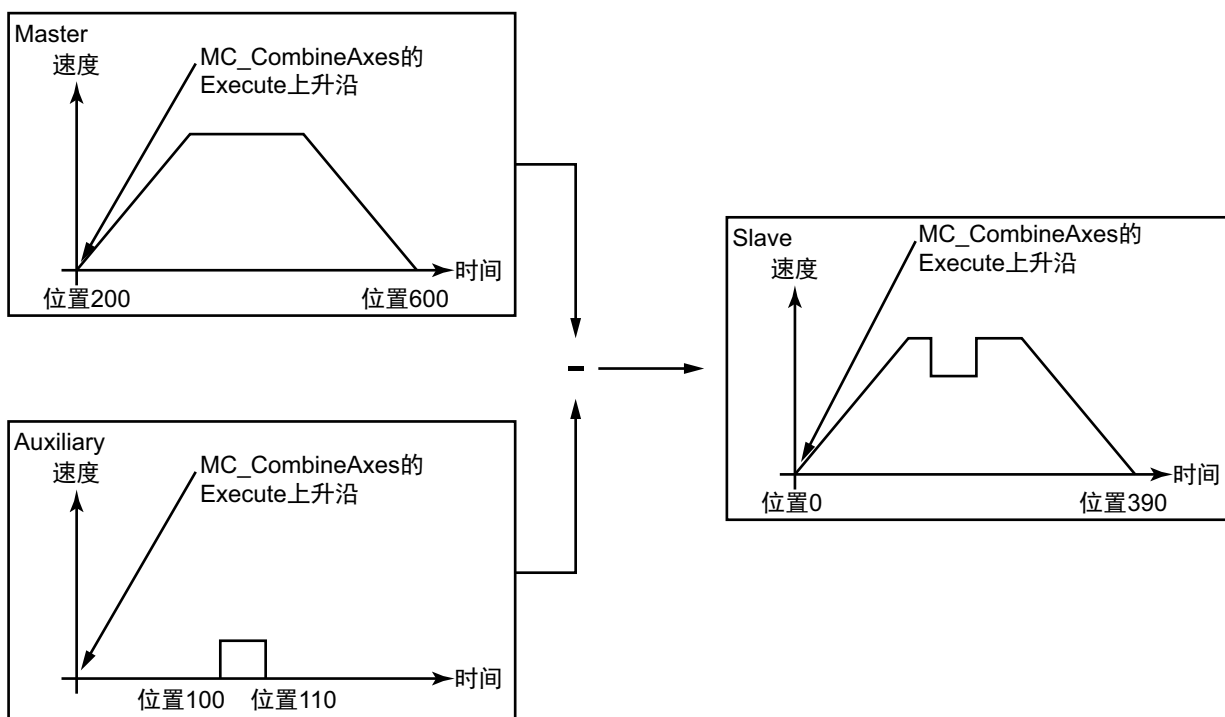 Master
速度
MC_CombineAxes的
Execute上升沿
时间
位置200
位置600
-
Auxiliary
速度
MC_CombineAxes的
Execute上升沿
时间
位置100
位置110
Slave
速度
MC_CombineAxes的
Execute上升沿
时间
位置0
位置390